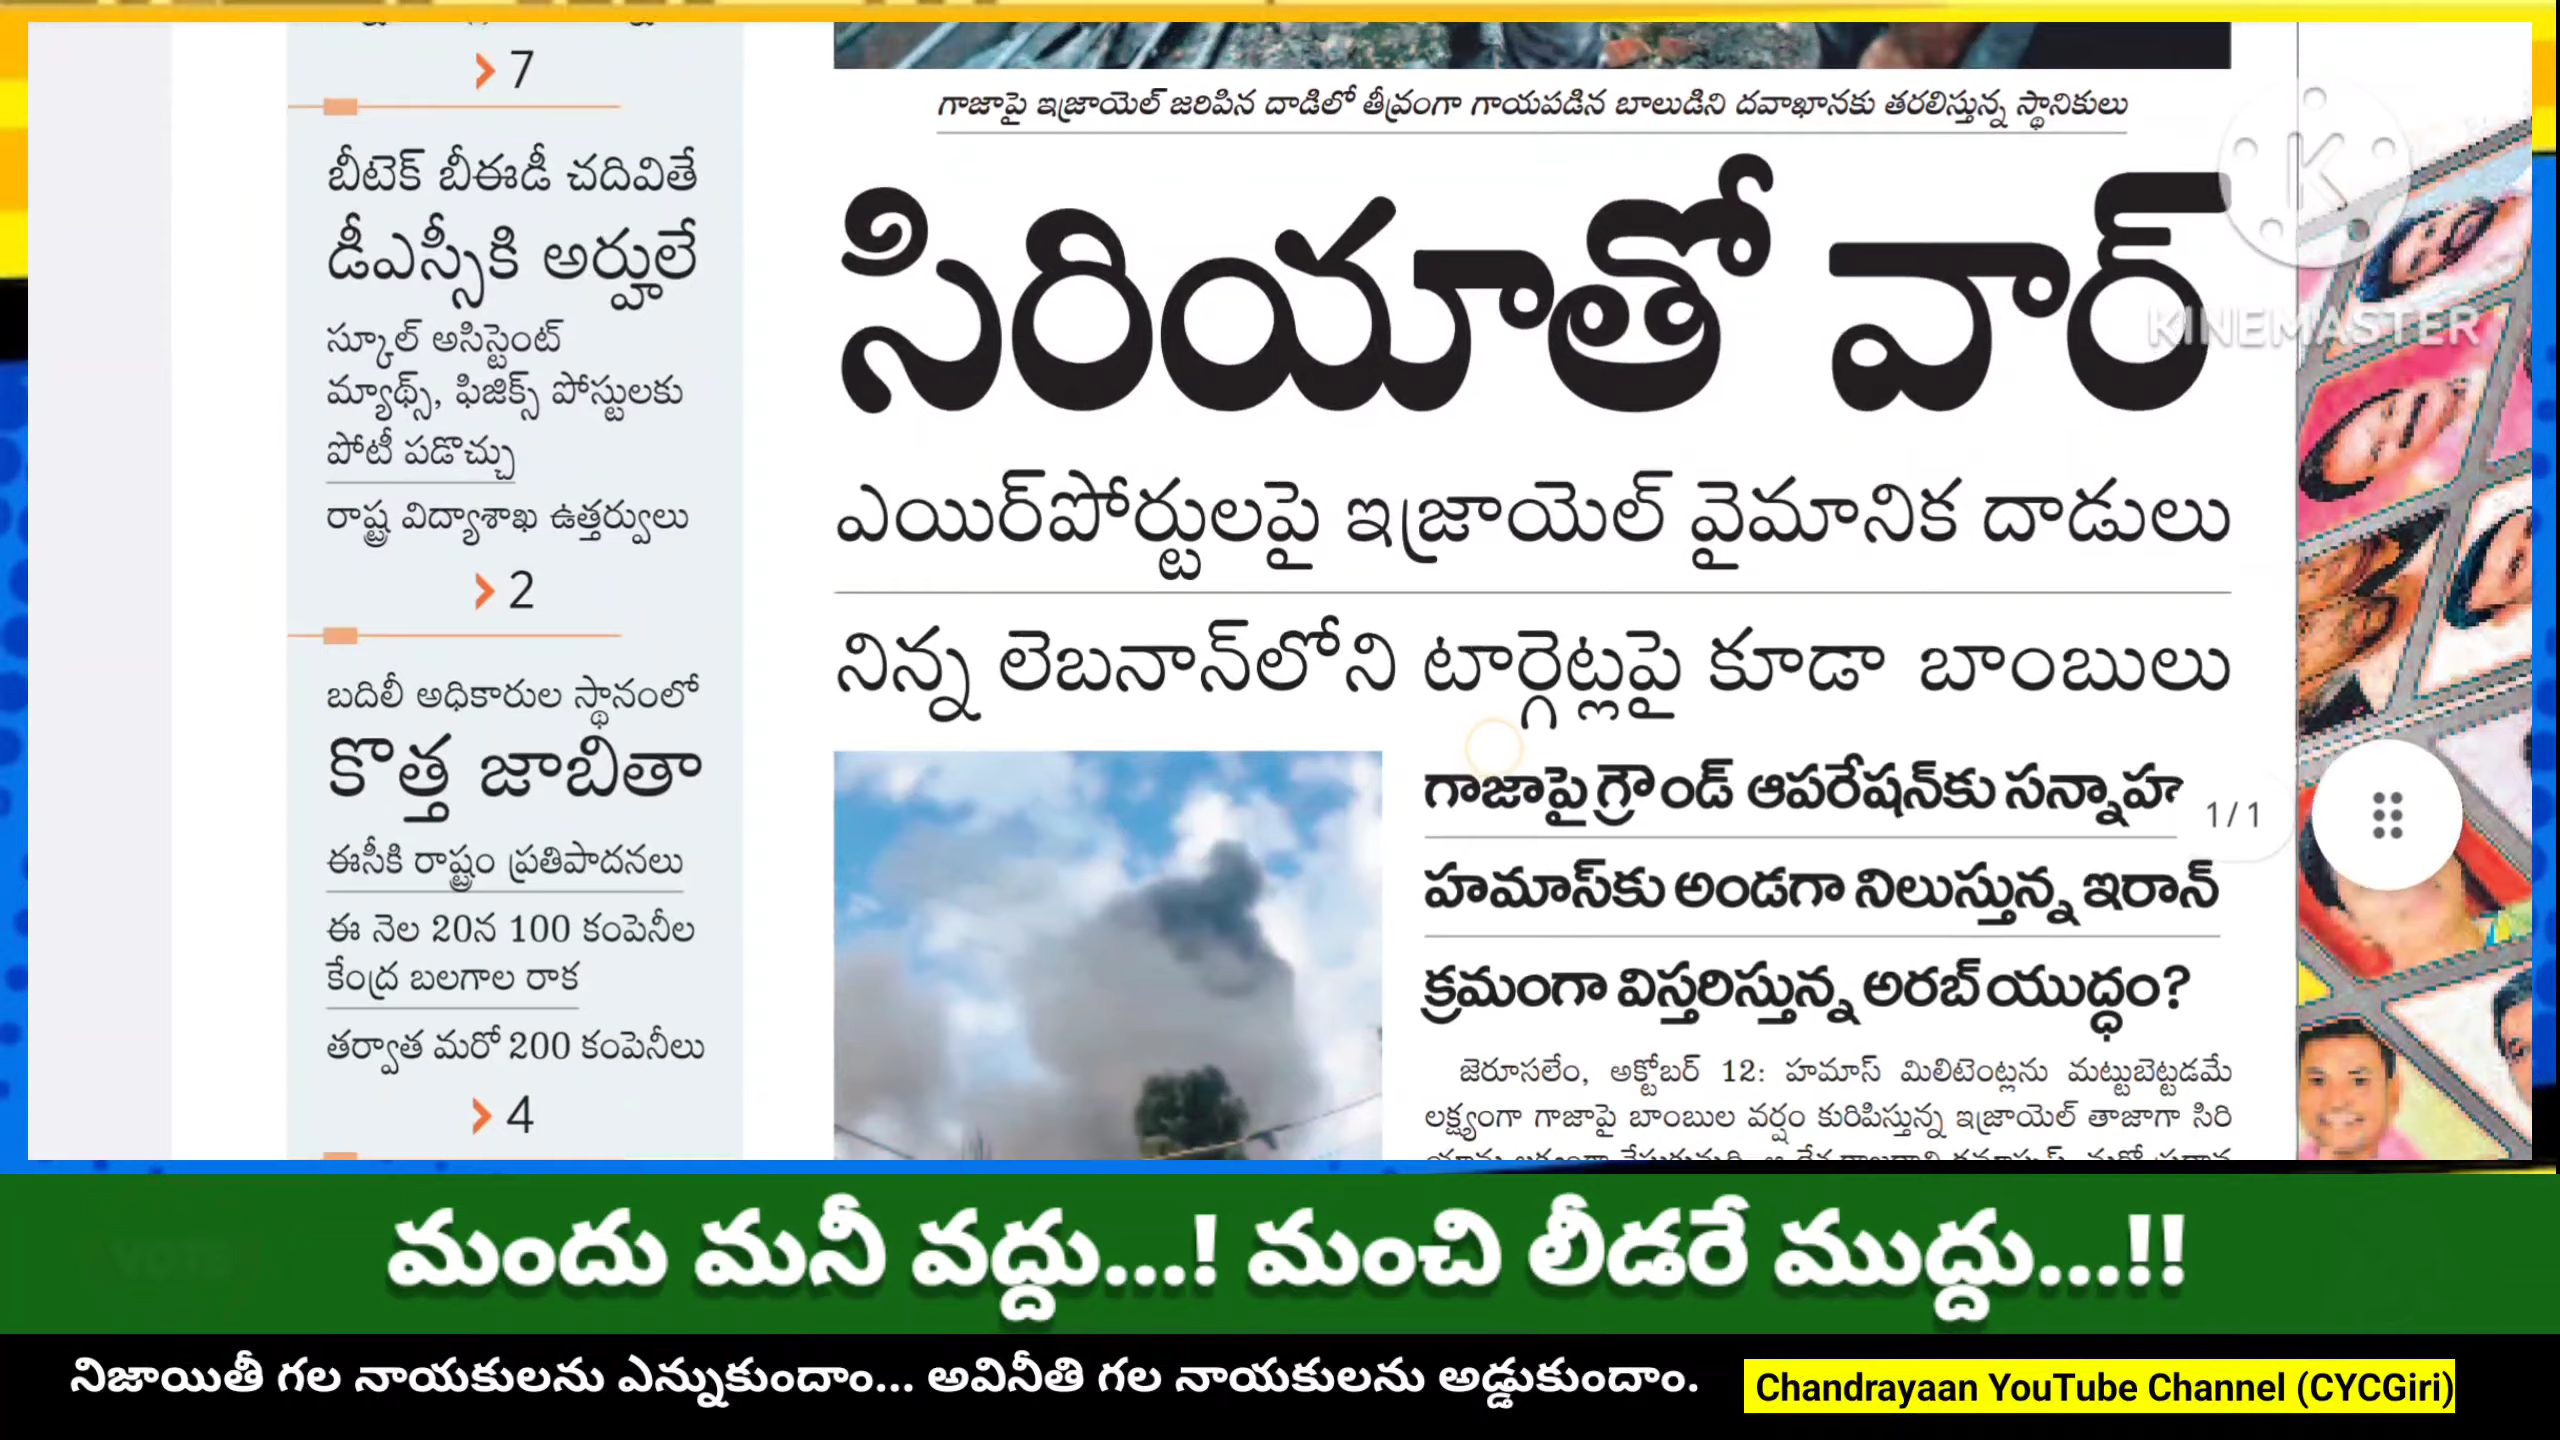 7
బీటెక్ బీఈడీ చదివితే
డీఎస్సీకి అర్హులే
స్కూల్ అసిస్టెంట్
మ్యాథ్స్, ఫిజిక్స్ పోస్టులకు
పోటీ పడొచ్చు
రాష్ట్ర విద్యాశాఖ ఉత్తర్వులు
2
బదిలీ అధికారుల స్థానంలో
కొత్త జాబితా
ఈసీకి రాష్ట్రం ప్రతిపాదనలు
ఈ నెల 20న 100 కంపెనీల
కేంద్ర బలగాల రాక
తర్వాత మరో 200 కంపెనీలు
4
గాజాపై ఇజ్రాయెల్ జరిపిన దాడిలో తీవ్రంగా గాయపడిన బాలుడిని దవాఖానకు తరలిస్తున్న స్థానికులు
సిరియాతో వార్
ఎయిర్‌పోర్టులపై ఇజ్రాయెల్ వైమానిక దాడులు
నిన్న లెబనాన్‌లోని టార్గెట్లపై కూడా బాంబులు
గాజాపై గ్రౌండ్ ఆపరేషన్‌కు
హమాస్‌కు అండగా నిలుస్తున్న ఇరాన్
క్రమంగా విస్తరిస్తున్న అరబ్ యుద్ధం?
జెరూసలేం, అక్టోబర్ 12: హమాస్ మిలిటెంట్లను మట్టుబెట్టడమే
లక్ష్యంగా గాజాపై బాంబుల వర్షం కురిపిస్తున్న ఇజ్రాయెల్ తాజాగా సిరి
KINEMASTER
1/1
మందు మనీ వద్దు...! మంచి లీడరే ముద్దు...!!
నిజాయితీ గల నాయకులను ఎన్నుకుందాం... అవినీతి గల నాయకులను అడ్డుకుందాం.
Chandrayaan YouTube Channel (CYCGiri)